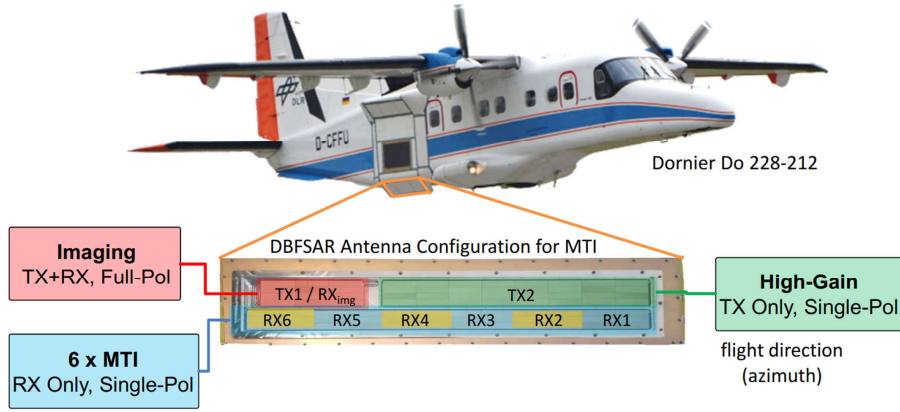 DLR
D-CFFU
Dornier Do 228-212
DBFSAR Antenna Configuration for MTI
Imaging
TX+RX, Full-Pol
TX1 / RXimg
TX2
High-Gain
TX Only, Single-Pol
RX6 RX5 RX4 RX3 RX2 RX1
6 x MTI
RX Only, Single-Pol
flight direction
(azimuth)